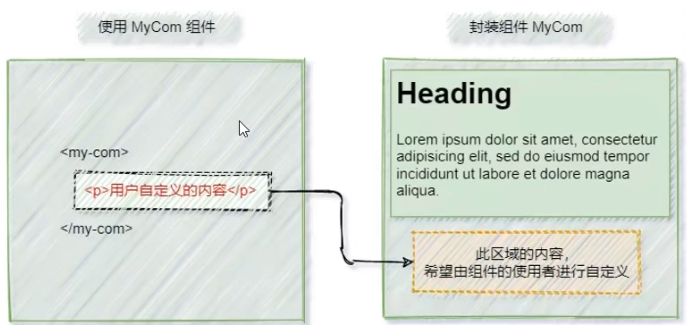 使用 MyCom 组件
<my-com>
<p>用户自定义的内容</p>
</my-com>
封装组件 MyCom
Heading
Lorem ipsum dolor sit amet, consectetur
adipisicing elit, sed do eiusmod tempor
incididunt ut labore et dolore magna
aliqua.
此区域的内容，
希望由组件的使用者进行自定义